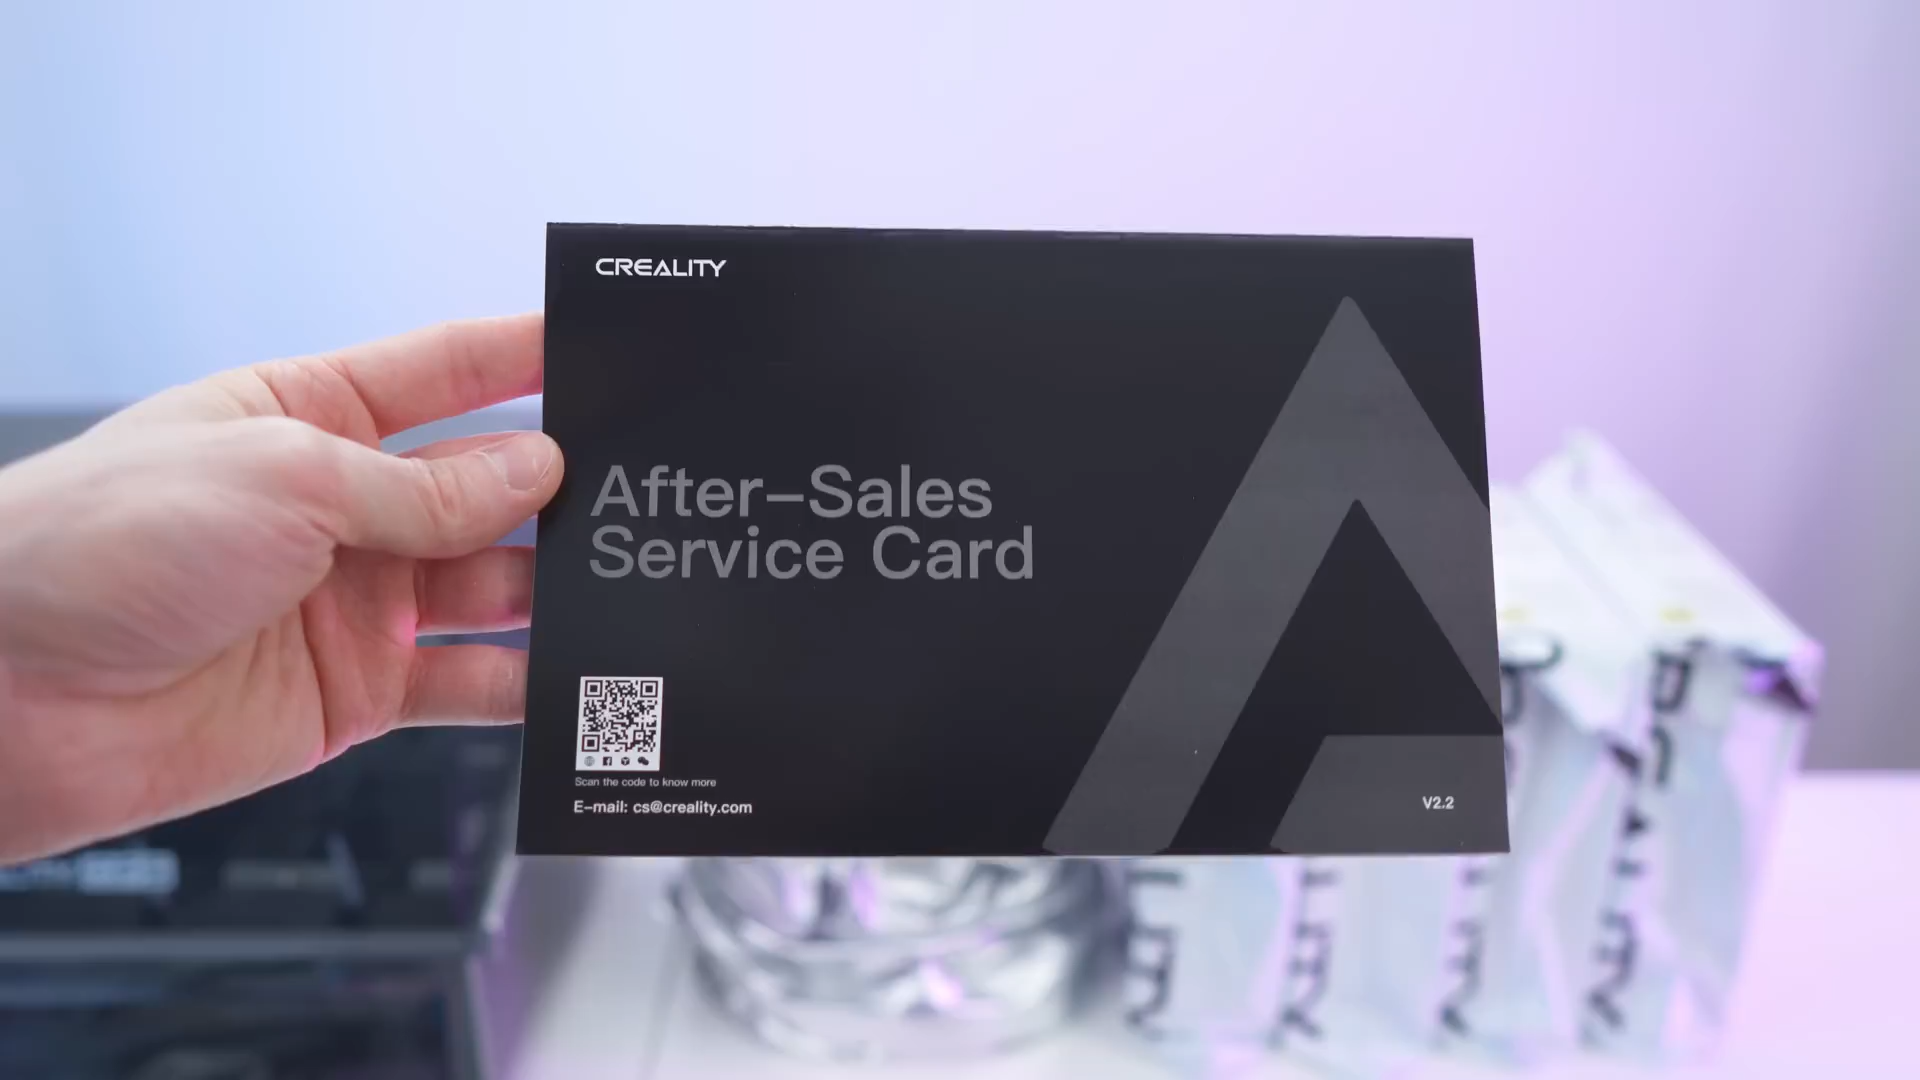 CREALITY
After-Sales
Service Card
Scan the code to know more
E-mail: cs@creality.com
V2.2